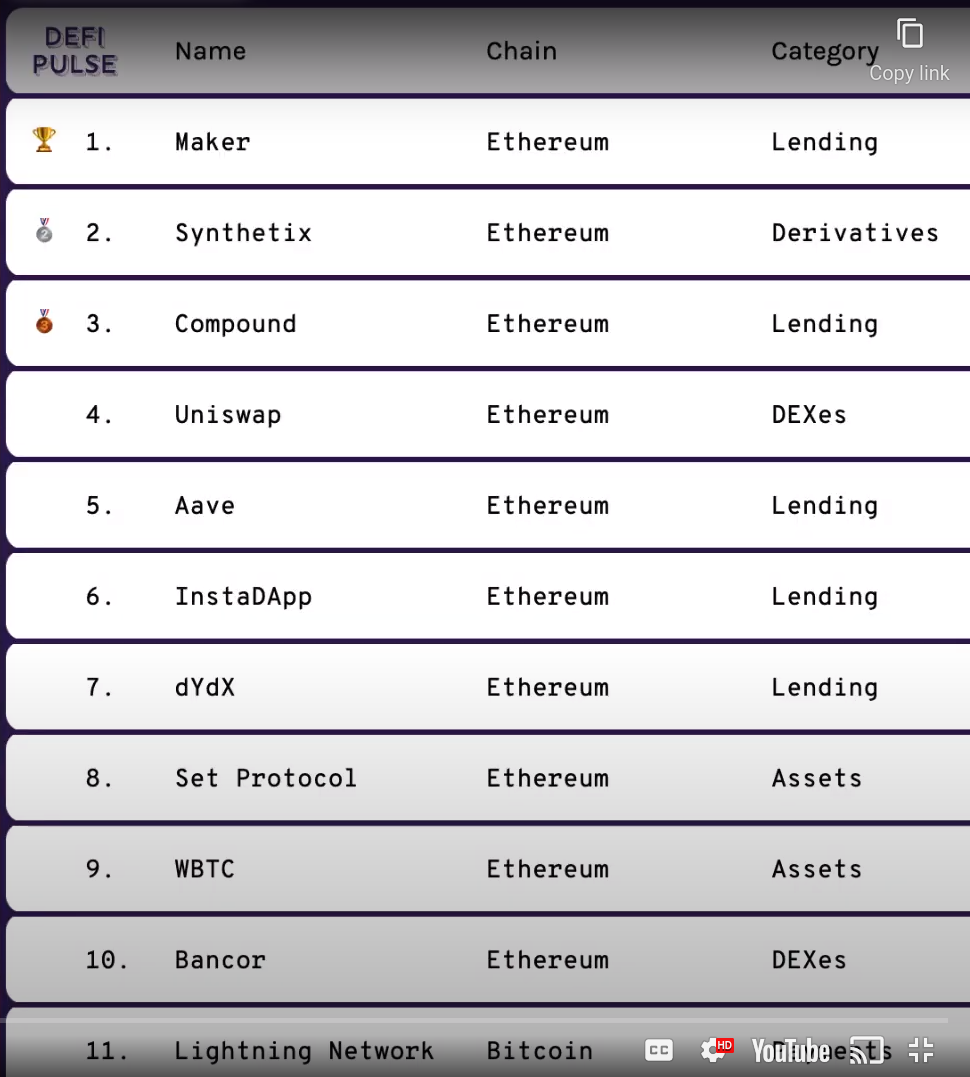 DEFI PULSE Name Chain Category
Copy link
1. Maker Ethereum Lending
2. Synthetix Ethereum Derivatives
3. Compound Ethereum Lending
4. Uniswap Ethereum DEXes
5. Aave Ethereum Lending
6. InstaDApp Ethereum Lending
7. dYdX Ethereum Lending
8. Set Protocol Ethereum Assets
9. WBTC Ethereum Assets
10. Bancor Ethereum DEXes
11. Lightning Network Bitcoin Payments
CC HD YouTube